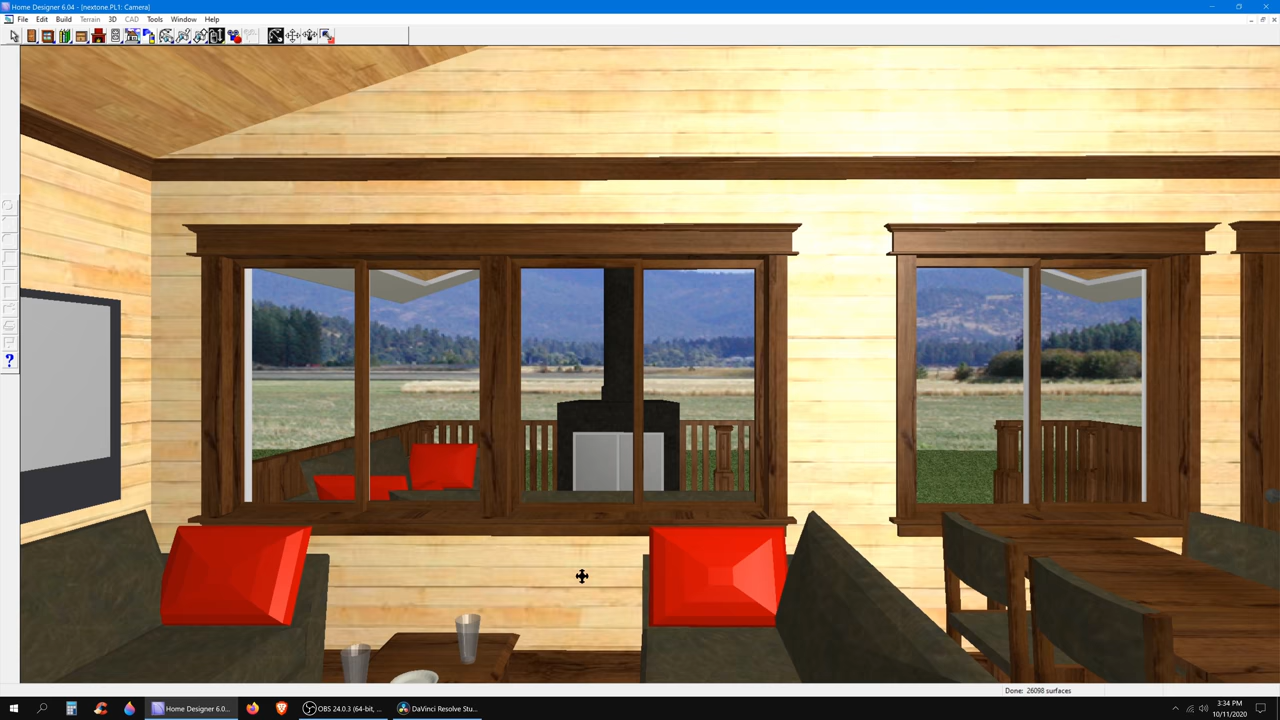 Home Designer 6.04 - [nextone.PL1: Camera]
File Edit Build Terrain 3D CAD Tools Window Help
?
Done: 26098 surfaces
Home Designer 6.0...
OBS 24.0.3 (64-bit, ...
DaVinci Resolve Stu...
3:34 PM
10/11/2020